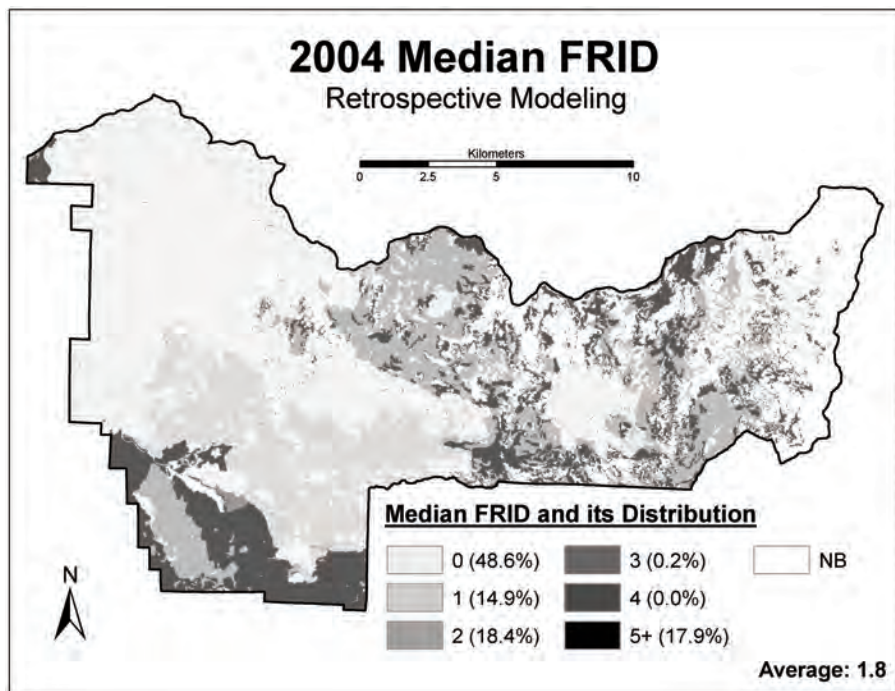 2004 Median FRID
Retrospective Modeling
Kilometers
0 2.5 5 10
Median FRID and its Distribution
0 (48.6%) 3 (0.2%) NB
1 (14.9%) 4 (0.0%)
2 (18.4%) 5+ (17.9%)
N
Average: 1.8